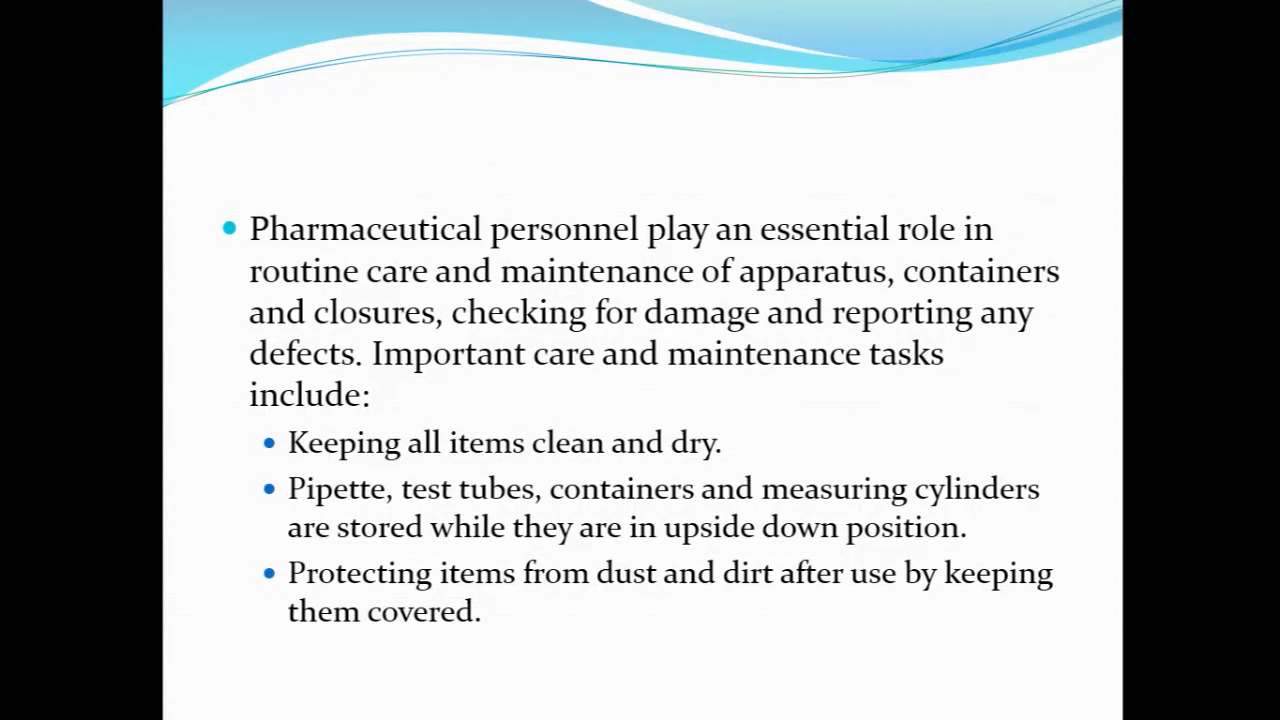 Pharmaceutical personnel play an essential role in
routine care and maintenance of apparatus, containers
and closures, checking for damage and reporting any
defects. Important care and maintenance tasks
include:
Keeping all items clean and dry.
Pipette, test tubes, containers and measuring cylinders
are stored while they are in upside down position.
Protecting items from dust and dirt after use by keeping
them covered.